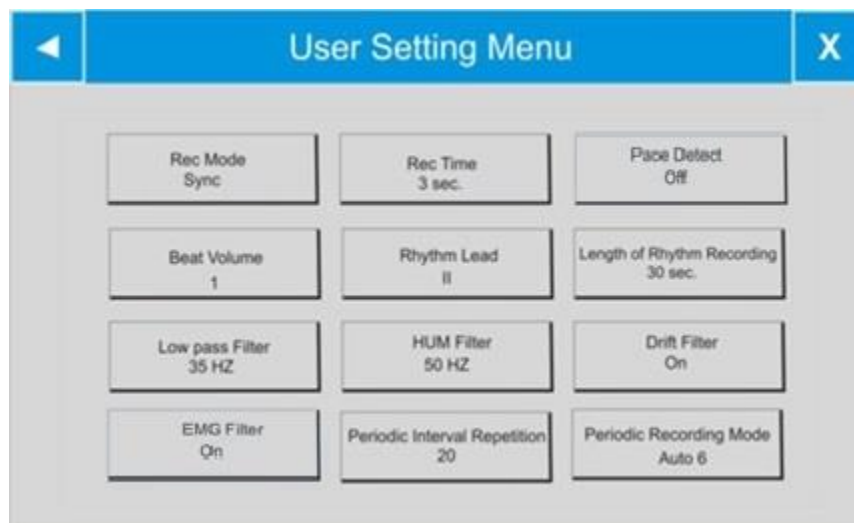 ◄ User Setting Menu X
Rec Mode
Sync
Rec Time
3 sec.
Pace Detect
Off
Beat Volume
1
Rhythm Lead
II
Length of Rhythm Recording
30 sec.
Low pass Filter
35 HZ
HUM Filter
50 HZ
Drift Filter
On
EMG Filter
On
Periodic Interval Repetition
20
Periodic Recording Mode
Auto 6